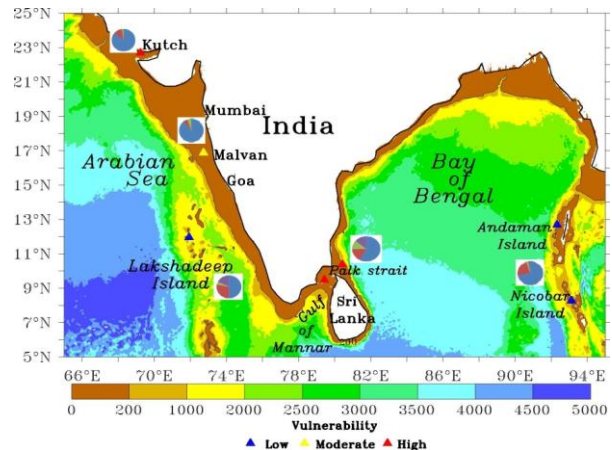 25°N
23°N
21°N
19°N
17°N
15°N
13°N
11°N
9°N
7°N
5°N
Kutch
Mumbai
India
Malvan
Goa
Arabian
Sea
Bay
of
Bengal
Andaman
Island
Lakshadeep
Island
Palk strait
Nicobar
Island
Gulf
of
Mannar
Sri
Lanka
200
66°E 70°E 74°E 78°E 82°E 86°E 90°E 94°E
0 200 1000 2000 2500 3000 3500 4000 4500 5000
Vulnerability
Low Moderate High